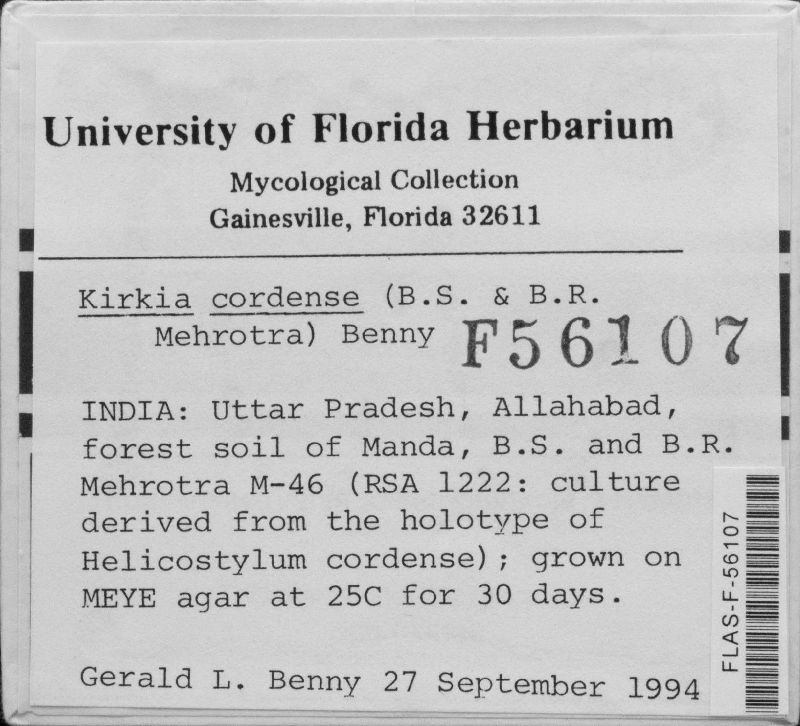 University of Florida Herbarium
Mycological Collection
Gainesville, Florida 32611
Kirkia cordense (B.S. & B.R.
Mehrotra) Benny
F56107
INDIA: Uttar Pradesh, Allahabad,
forest soil of Manda, B.S. and B.R.
Mehrotra M-46 (RSA 1222: culture
derived from the holotype of
Helicostylum cordense); grown on
MEYE agar at 25C for 30 days.
Gerald L. Benny 27 September 1994
FLAS-F-56107